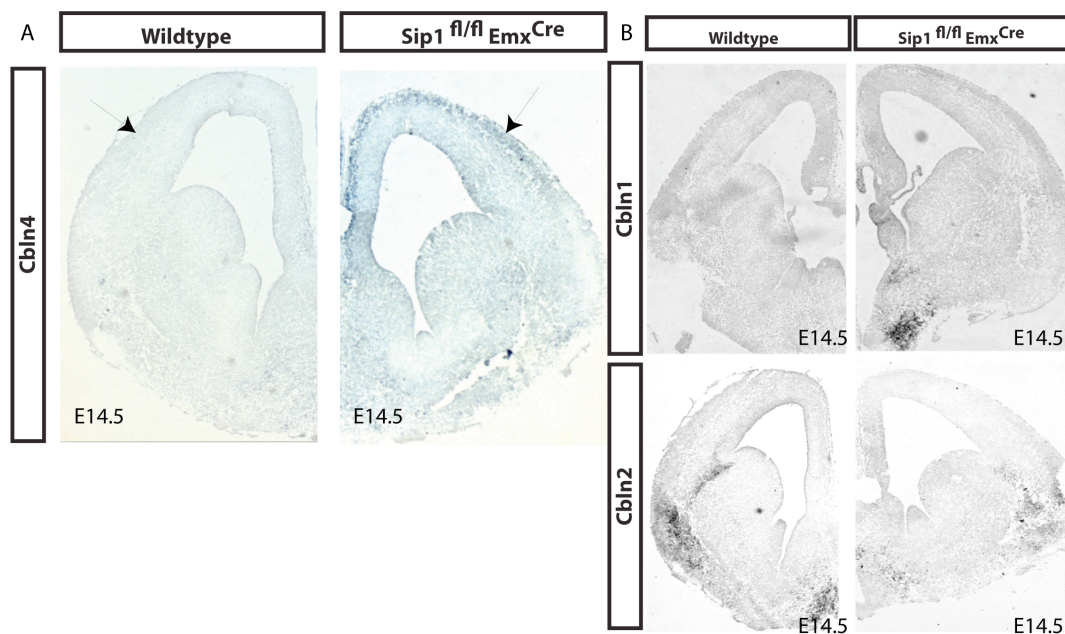 A
Wildtype
Sip1 fl/fl EmxCre
B
Wildtype
Sip1 fl/fl EmxCre
Cbln4
E14.5
E14.5
Cbln1
E14.5
E14.5
Cbln2
E14.5
E14.5